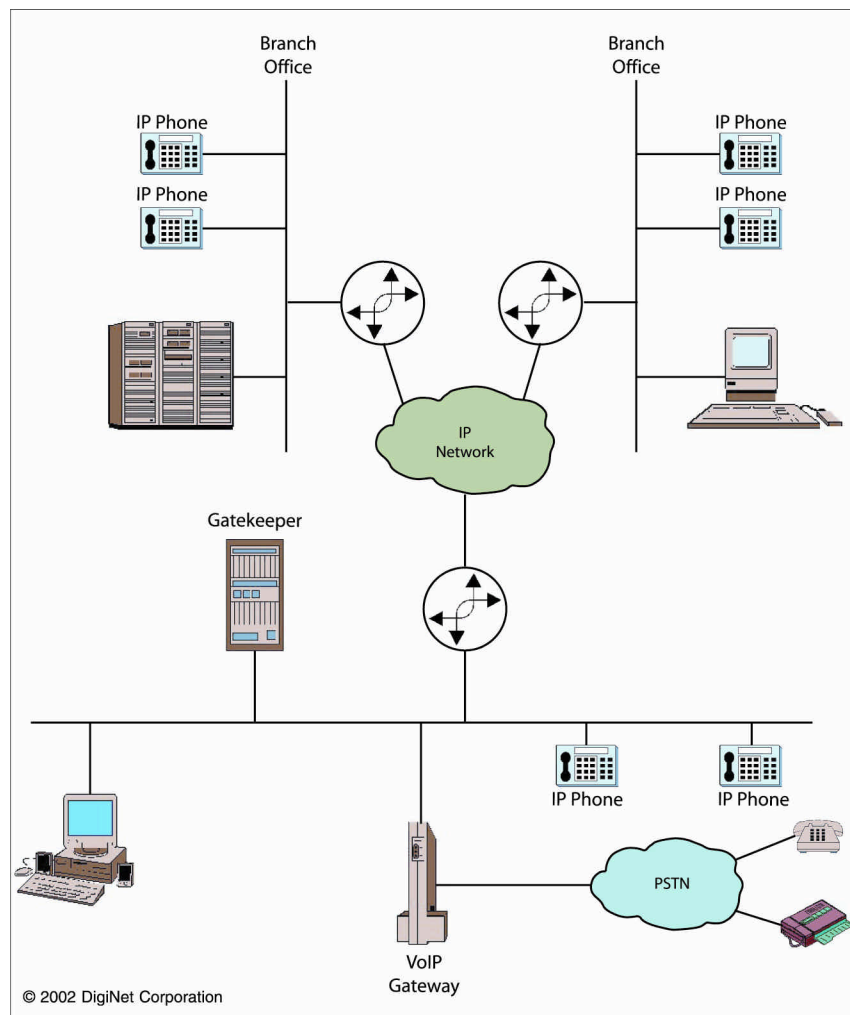 Branch
Office
Branch
Office
IP Phone
IP Phone
IP Phone
IP Phone
IP
Network
Gatekeeper
IP Phone
IP Phone
PSTN
VoIP
Gateway
© 2002 DigiNet Corporation